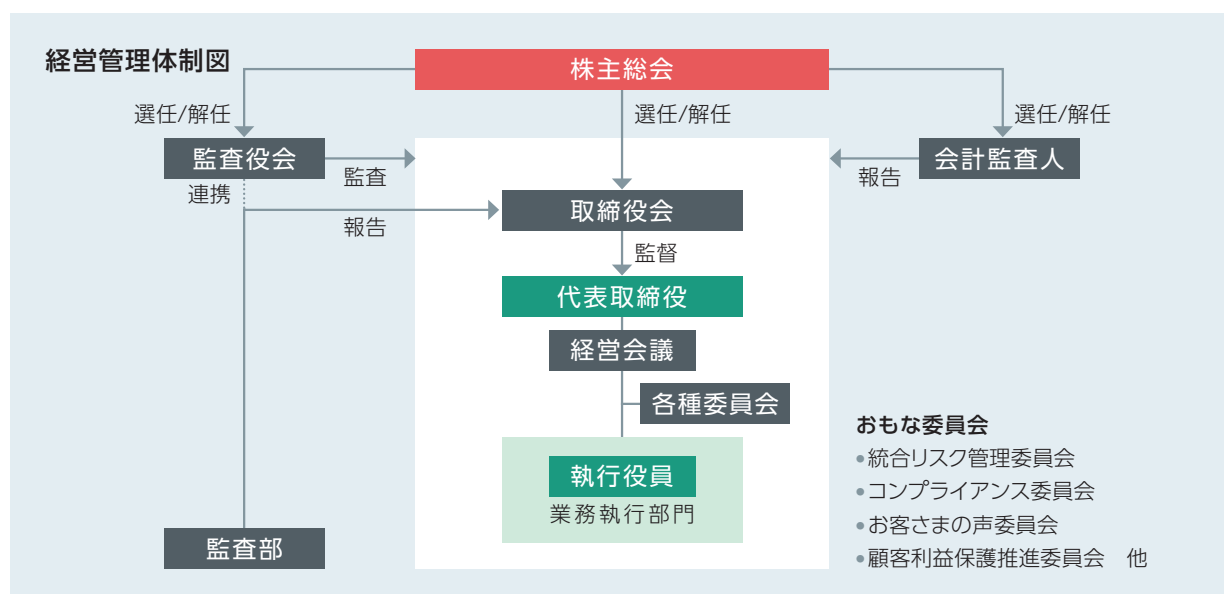 経営管理体制図
株主総会
選任/解任
選任/解任
選任/解任
監査役会
監査
会計監査人
報告
連携
取締役会
報告
監督
代表取締役
経営会議
各種委員会
執行役員
業務執行部門
監査部
おもな委員会
•統合リスク管理委員会
•コンプライアンス委員会
•お客さまの声委員会
•顧客利益保護推進委員会　他